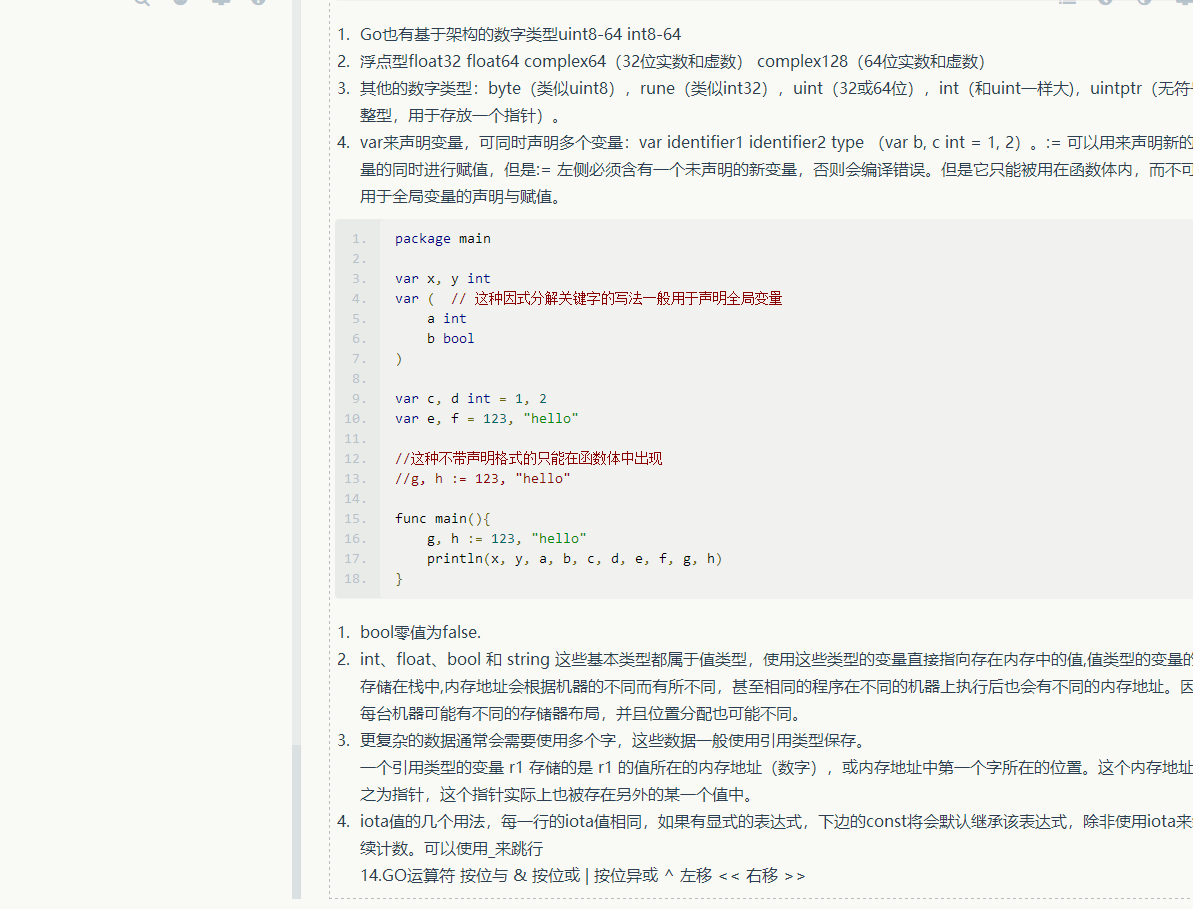 1. Go也有基于架构的数字类型uint8-64 int8-64
2. 浮点型float32 float64 complex64（32位实数和虚数） complex128（64位实数和虚数）
3. 其他的数字类型：byte（类似uint8）, rune（类似int32）, uint（32或64位）, int（和uint一样大), uintptr（无符
整型，用于存放一个指针）。
4. var来声明变量，可同时声明多个变量：var identifier1 identifier2 type （var b, c int = 1, 2）。:= 可以用来声明新的
量的同时进行赋值，但是:= 左侧必须含有一个未声明的新变量，否则会编译错误。但是它只能被用在函数体内，而不可
用于全局变量的声明与赋值。
1. package main
2.
3. var x, y int
4. var ( // 这种因式分解关键字的写法一般用于声明全局变量
5. a int
6. b bool
7. )
8.
9. var c, d int = 1, 2
10. var e, f = 123, "hello"
11.
12. //这种不带声明格式的只能在函数体中出现
13. //g, h := 123, "hello"
14.
15. func main(){
16. g, h := 123, "hello"
17. println(x, y, a, b, c, d, e, f, g, h)
18. }
1. bool零值为false.
2. int、float、bool 和 string 这些基本类型都属于值类型，使用这些类型的变量直接指向存在内存中的值,值类型的变量的
存储在栈中,内存地址会根据机器的不同而有所不同，甚至相同的程序在不同的机器上执行后也会有不同的内存地址。因
每台机器可能有不同的存储器布局，并且位置分配也可能不同。
3. 更复杂的数据通常会需要使用多个字，这些数据一般使用引用类型保存。
一个引用类型的变量 r1 存储的是 r1 的值所在的内存地址（数字）, 或内存地址中第一个字所在的位置。这个内存地址
之为指针，这个指针实际上也被存在另外的某一个值中。
4. iota值的几个用法，每一行的iota值相同，如果有显式的表达式，下边的const将会默认继承该表达式，除非使用iota来
续计数。可以使用_来跳行
14.GO运算符 按位与 & 按位或 | 按位异或 ^ 左移 << 右移 >>